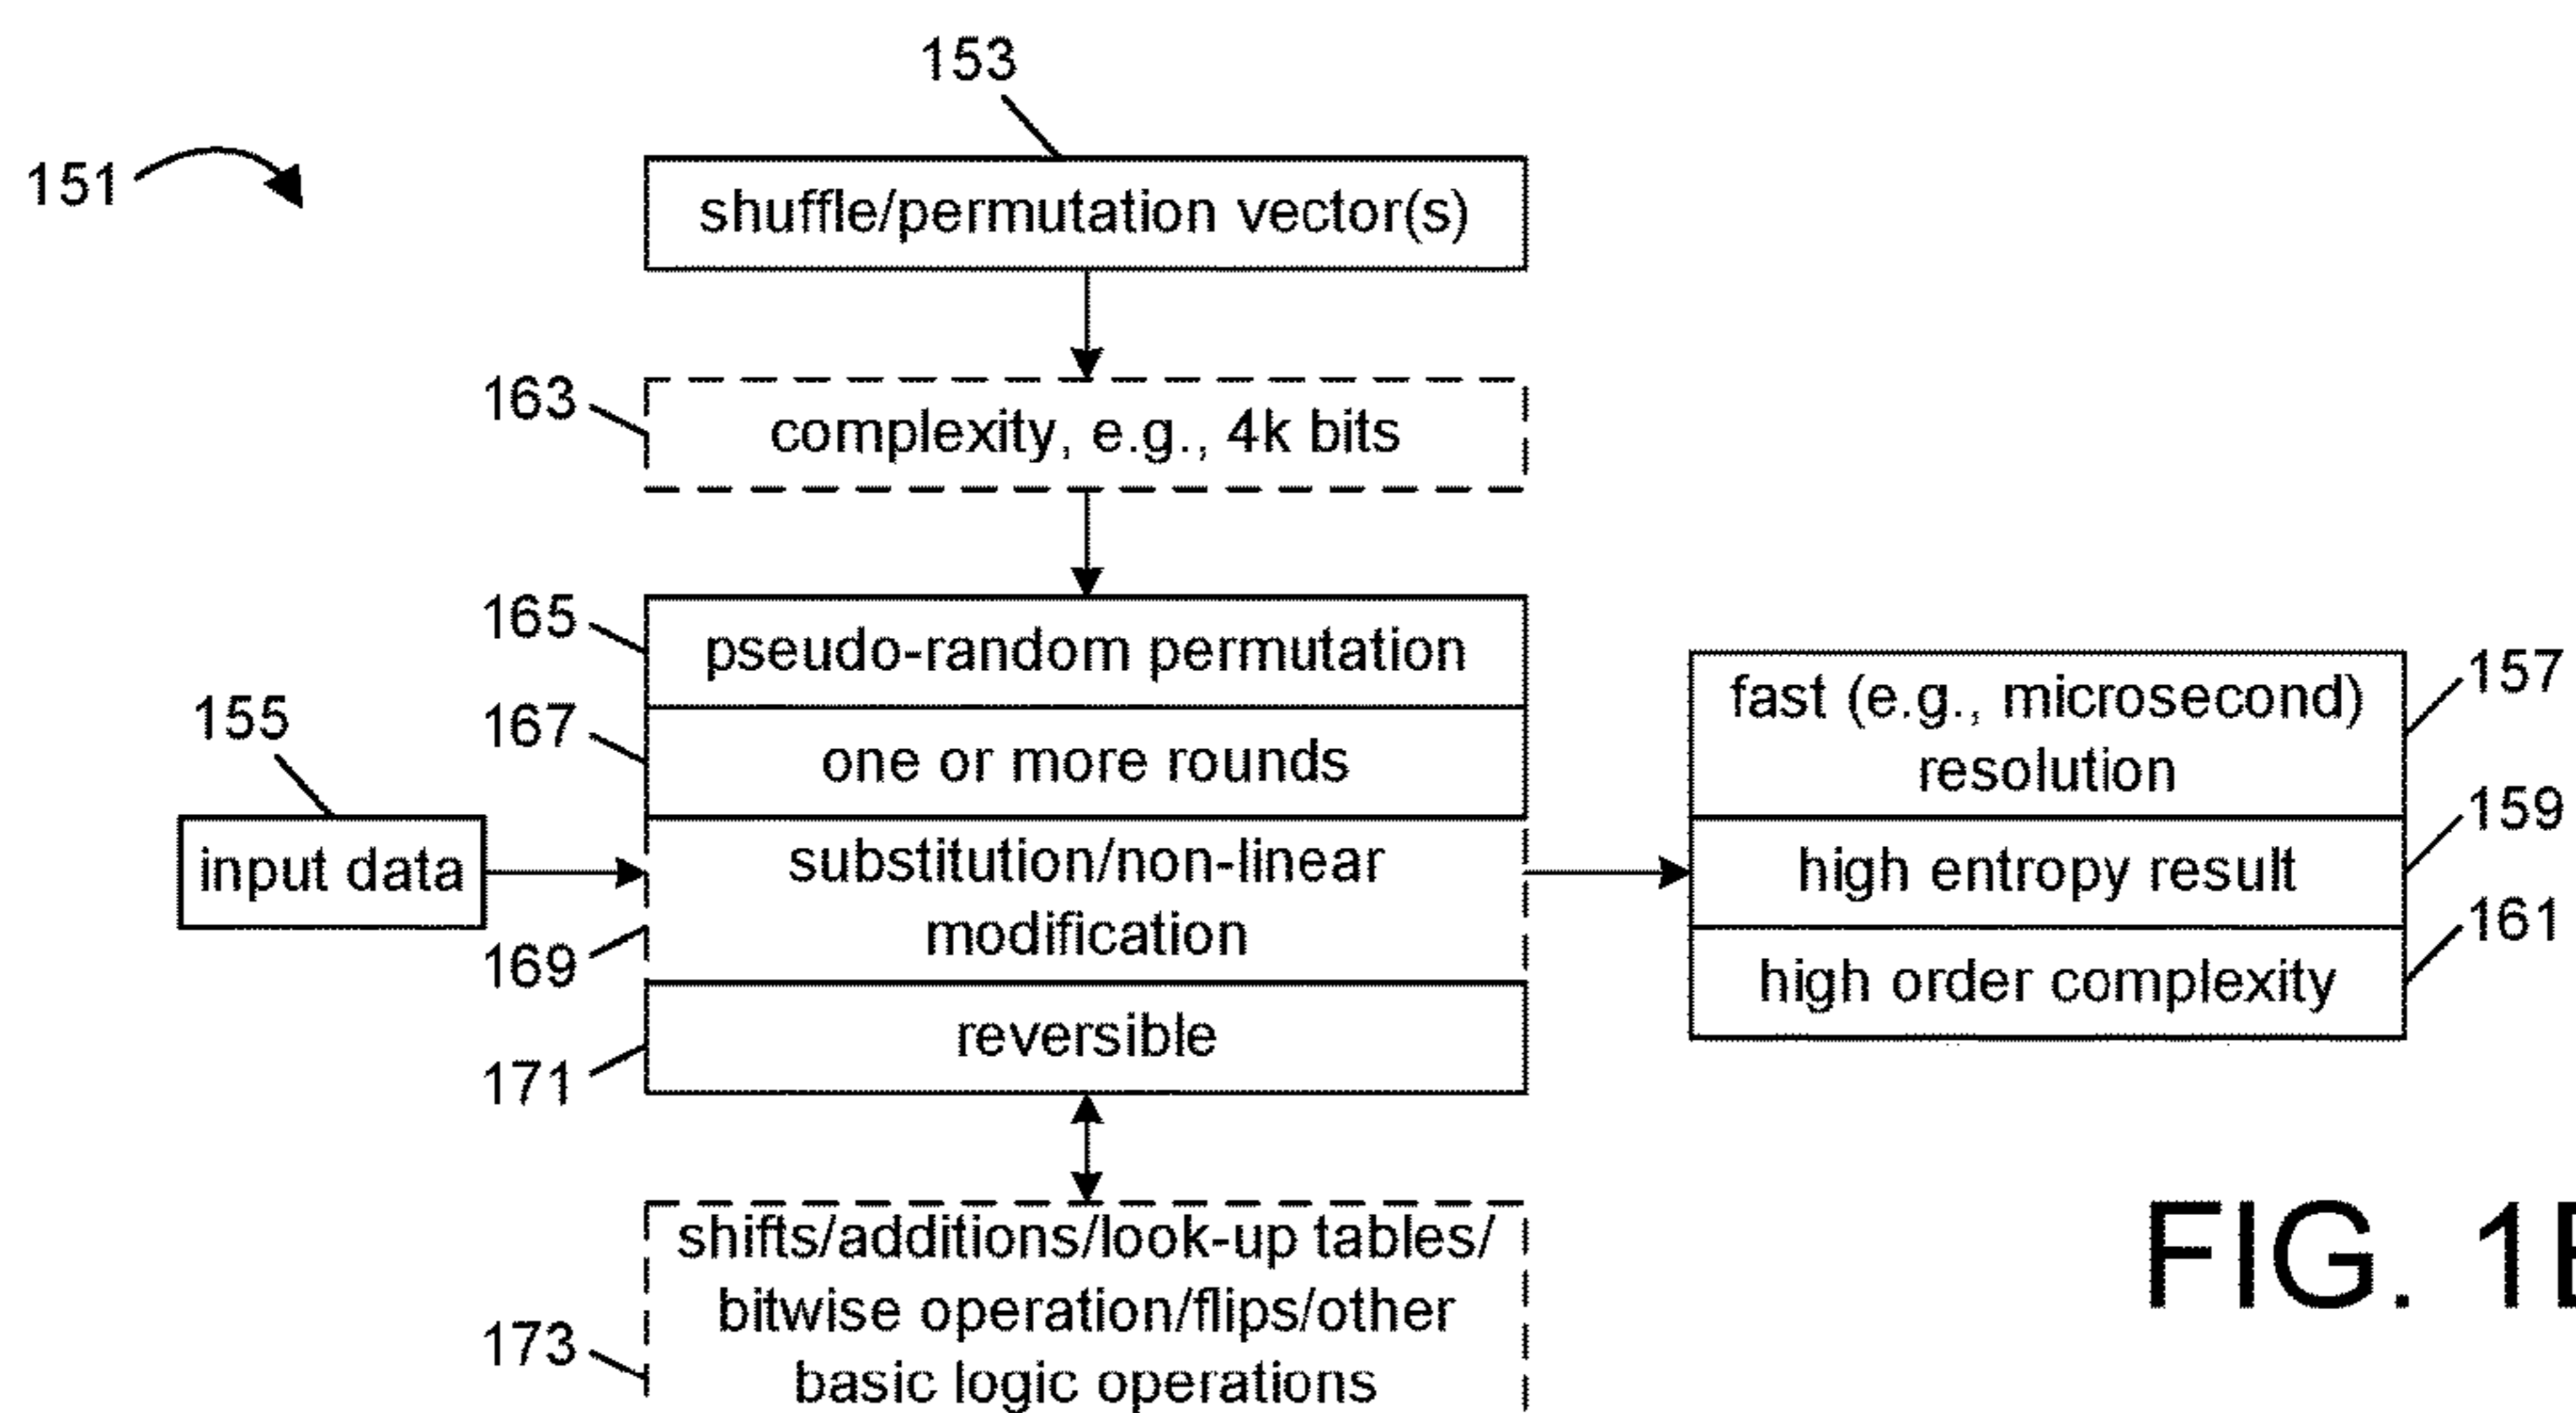 153
151
shuffle/permutation vector(s)
163
complexity, e.g., 4k bits
165
pseudo-random permutation
167
one or more rounds
155
input data
substitution/non-linear
modification
169
reversible
171
fast (e.g., microsecond)
resolution
157
high entropy result
159
high order complexity
161
shifts/additions/look-up tables/
bitwise operation/flips/other
basic logic operations
173
FIG.